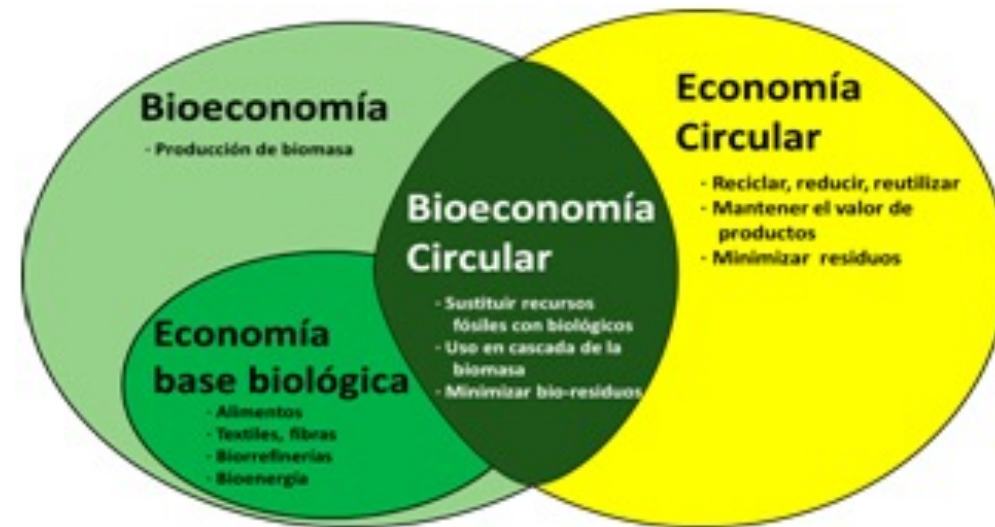 Bioeconomía
- Producción de biomasa
Economía
base biológica
- Alimentos
- Textiles, fibras
- Biorrefinerías
- Bioenergía
Bioeconomía
Circular
- Sustituir recursos
fósiles con biológicos
- Uso en cascada de la
biomasa
- Minimizar bio-residuos
Economía
Circular
- Reciclar, reducir, reutilizar
- Mantener el valor de
productos
- Minimizar residuos